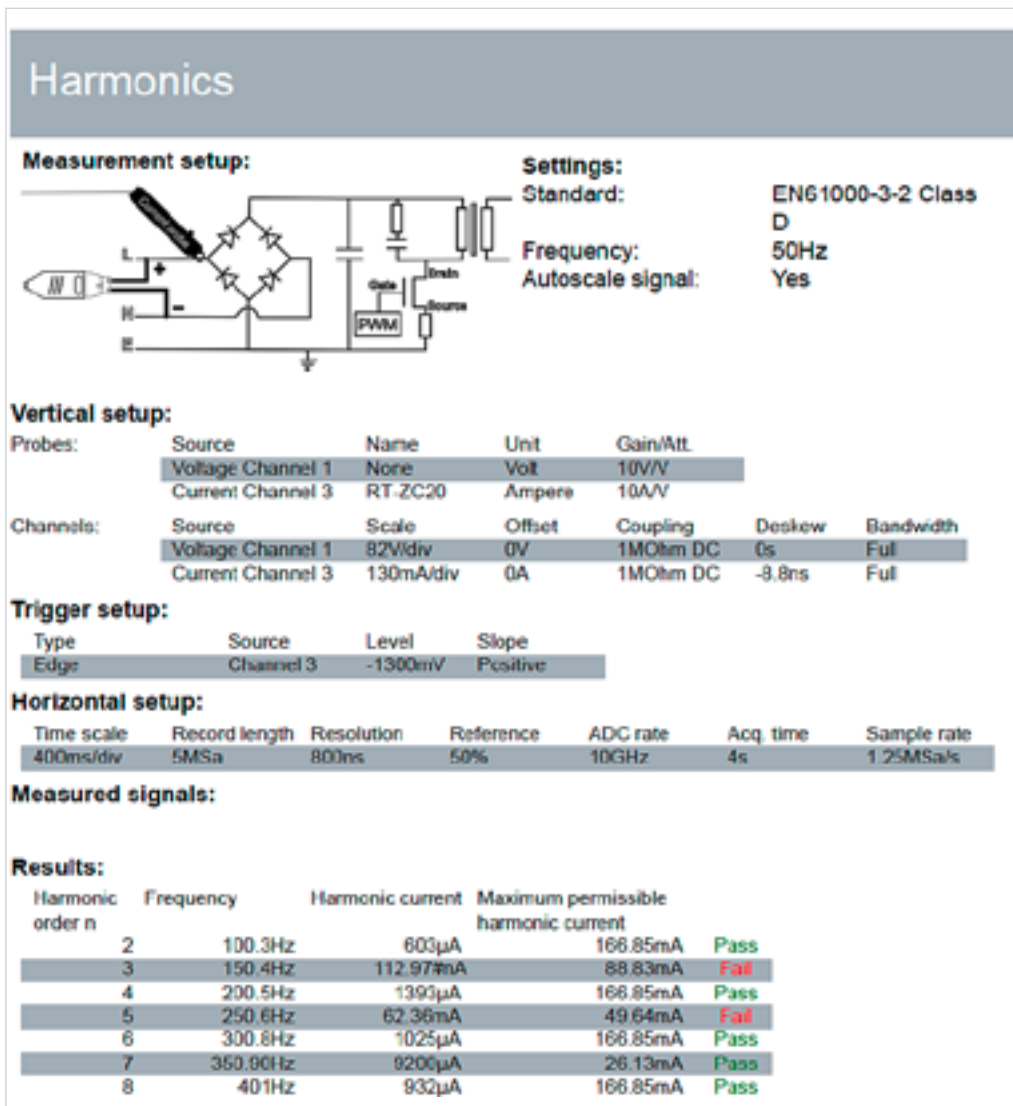 Harmonics
Measurement setup:
Settings:
Standard: EN61000-3-2 Class
D
Frequency: 50Hz
Autoscale signal: Yes
L
+
N
-
E
Gate
Drain
Source
PWM
Vertical setup:
Probes: Source Name Unit Gain/Att.
Voltage Channel 1 None Volt 10V/V
Current Channel 3 RT-ZC20 Ampere 10A/V
Channels: Source Scale Offset Coupling Deskew Bandwidth
Voltage Channel 1 82V/div 0V 1MOhm DC 0s Full
Current Channel 3 130mA/div 0A 1MOhm DC -8.8ns Full
Trigger setup:
Type Source Level Slope
Edge Channel 3 -1300mV Positive
Horizontal setup:
Time scale Record length Resolution Reference ADC rate Acq. time Sample rate
400ms/div 5MSa 800ns 50% 10GHz 4s 1.25MSa/s
Measured signals:
Results:
Harmonic Frequency Harmonic current Maximum permissible
order n harmonic current
2 100.3Hz 603µA 166.85mA Pass
3 150.4Hz 112.97mA 88.83mA Fail
4 200.5Hz 1393µA 166.85mA Pass
5 250.6Hz 62.36mA 49.64mA Fail
6 300.8Hz 1025µA 166.85mA Pass
7 350.90Hz 9200µA 26.13mA Pass
8 401Hz 932µA 166.85mA Pass